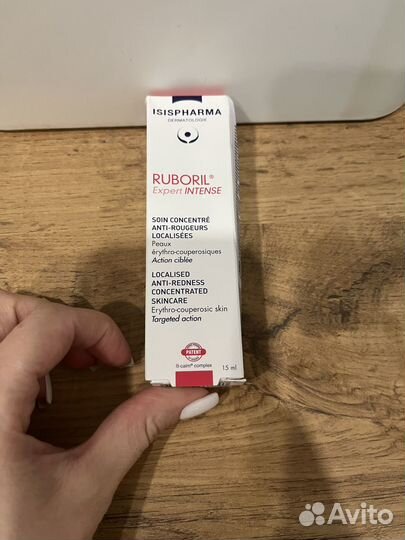 ISISPHARMA
DERMATOLOGIE
RUBORIL®
Expert INTENSE
SOIN CONCENTRÉ
ANTI-ROUGEURS
LOCALISÉES
Peaux
érythro-couperosiques
Action ciblée
LOCALISED
ANTI-REDNESS
CONCENTRATED
SKINCARE
Erythro-couperosic skin
Targeted action
PATENT
complex
15 ml
Avito